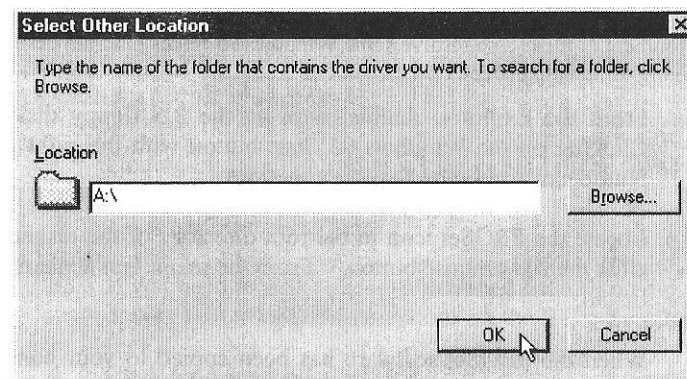 Select Other Location
Type the name of the folder that contains the driver you want. To search for a folder, click
Browse.
Location
A:\
Browse...
OK
Cancel